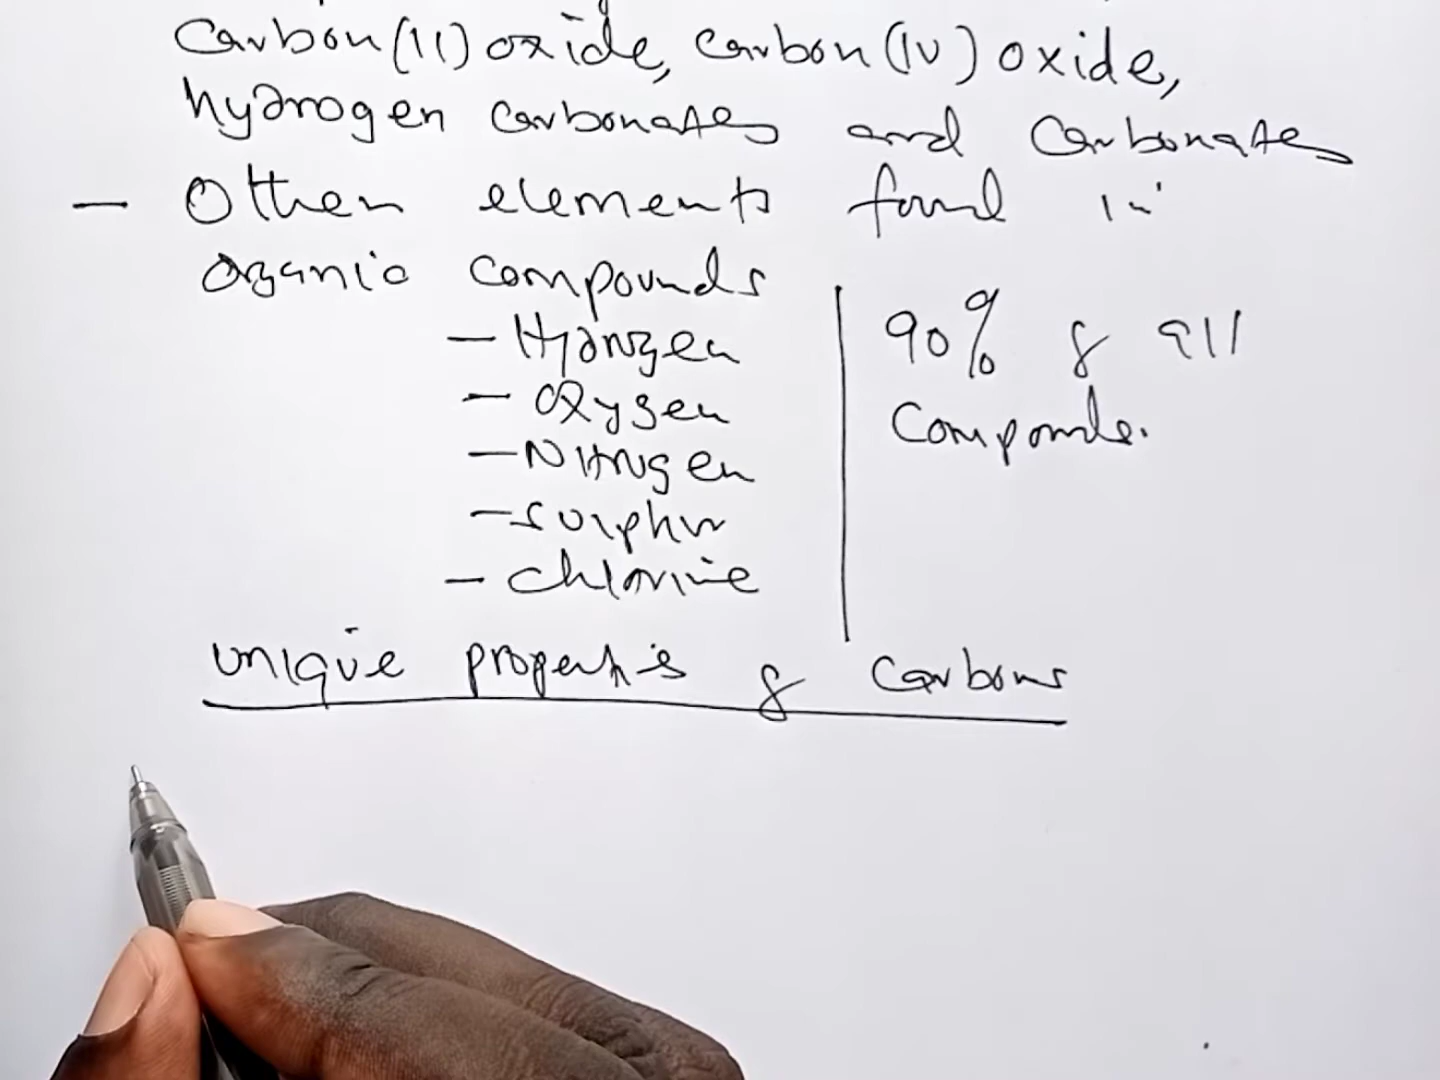 Carbon(II) oxide, carbon(IV) oxide,
hydrogen carbonates and carbonates
- Other elements found in
organic compounds
- Hydrogen
- Oxygen
- Nitrogen
- Sulphur
- Chlorine
90% of all
compounds.
Unique properties of carbons